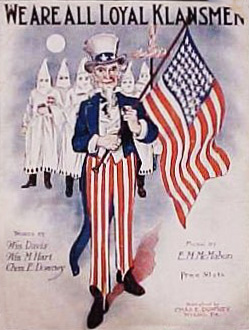 WE ARE ALL LOYAL KLANSMEN
Words by
Wm. Davis
Wm. M. Hart
Chas. E. Downey
Music by
E. M. McMahon
Price
Published by
CHAS. E. DOWNEY